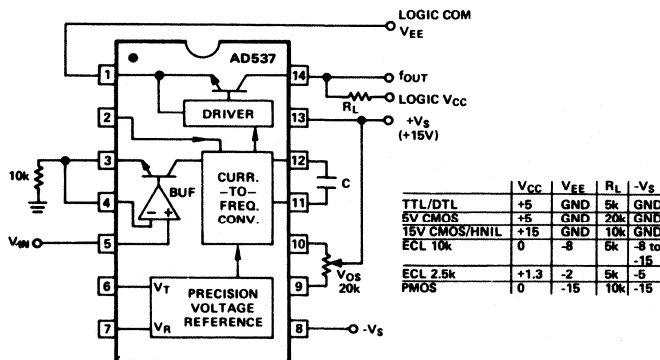 LOGIC COM
VEE
AD537
1
14
fOUT
RL
LOGIC VCC
2
DRIVER
13
+VS
(+15V)
10k
3
BUF
CURR.
-TO-
FREQ.
CONV.
12
C
4
- +
11
VIN
5
10
VOS
20k
6
VT
PRECISION
VOLTAGE
REFERENCE
9
7
VR
8
-VS
VCC VEE RL -VS
TTL/DTL +5 GND 5k GND
5V CMOS +5 GND 20k GND
15V CMOS/HNIL +15 GND 10k GND
ECL 10k 0 -8 5k -8 to
-15
ECL 2.5k +1.3 -2 5k -5
PMOS 0 -15 10k -15